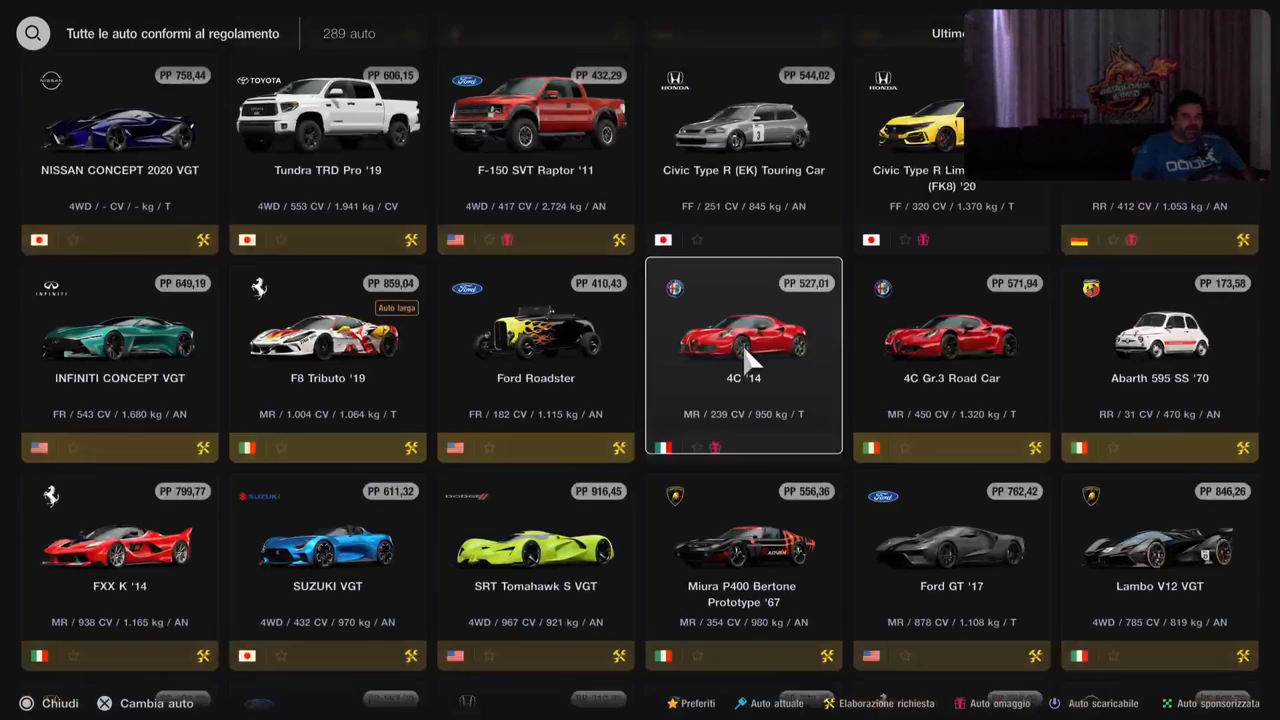 Tutte le auto conformi al regolamento 289 auto Ultime
NISSAN PP 758,44
NISSAN CONCEPT 2020 VGT
4WD / - CV / - kg / T
TOYOTA PP 606,15
Tundra TRD Pro '19
4WD / 553 CV / 1.941 kg / CV
Ford PP 432,29
F-150 SVT Raptor '11
4WD / 417 CV / 2.724 kg / AN
HONDA PP 544,02
3
Civic Type R (EK) Touring Car
FF / 251 CV / 845 kg / AN
HONDA
Civic Type R Lim
(FK8) '20
FF / 320 CV / 1.370 kg / T
RR / 412 CV / 1.053 kg / AN
INFINITI PP 649,19
INFINITI CONCEPT VGT
FR / 543 CV / 1.680 kg / AN
PP 859,04
Auto larga
F8 Tributo '19
MR / 1.004 CV / 1.064 kg / T
Ford PP 410,43
Ford Roadster
FR / 182 CV / 1.115 kg / AN
PP 527,01
4C '14
MR / 239 CV / 950 kg / T
PP 571,94
4C Gr.3 Road Car
MR / 450 CV / 1.320 kg / T
PP 173,58
Abarth 595 SS '70
RR / 31 CV / 470 kg / AN
PP 799,77
FXX K '14
MR / 938 CV / 1.165 kg / AN
SUZUKI PP 611,32
SUZUKI VGT
4WD / 432 CV / 970 kg / AN
DODGE PP 916,45
SRT Tomahawk S VGT
4WD / 967 CV / 921 kg / AN
PP 556,36
ADVAN
Miura P400 Bertone
Prototype '67
MR / 354 CV / 980 kg / AN
Ford PP 762,42
Ford GT '17
MR / 878 CV / 1.108 kg / T
PP 846,26
Lambo V12 VGT
4WD / 785 CV / 819 kg / AN
Chiudi Cambia auto Preferiti Auto attuale Elaborazione richiesta Auto omaggio Auto scaricabile Auto sponsorizzata